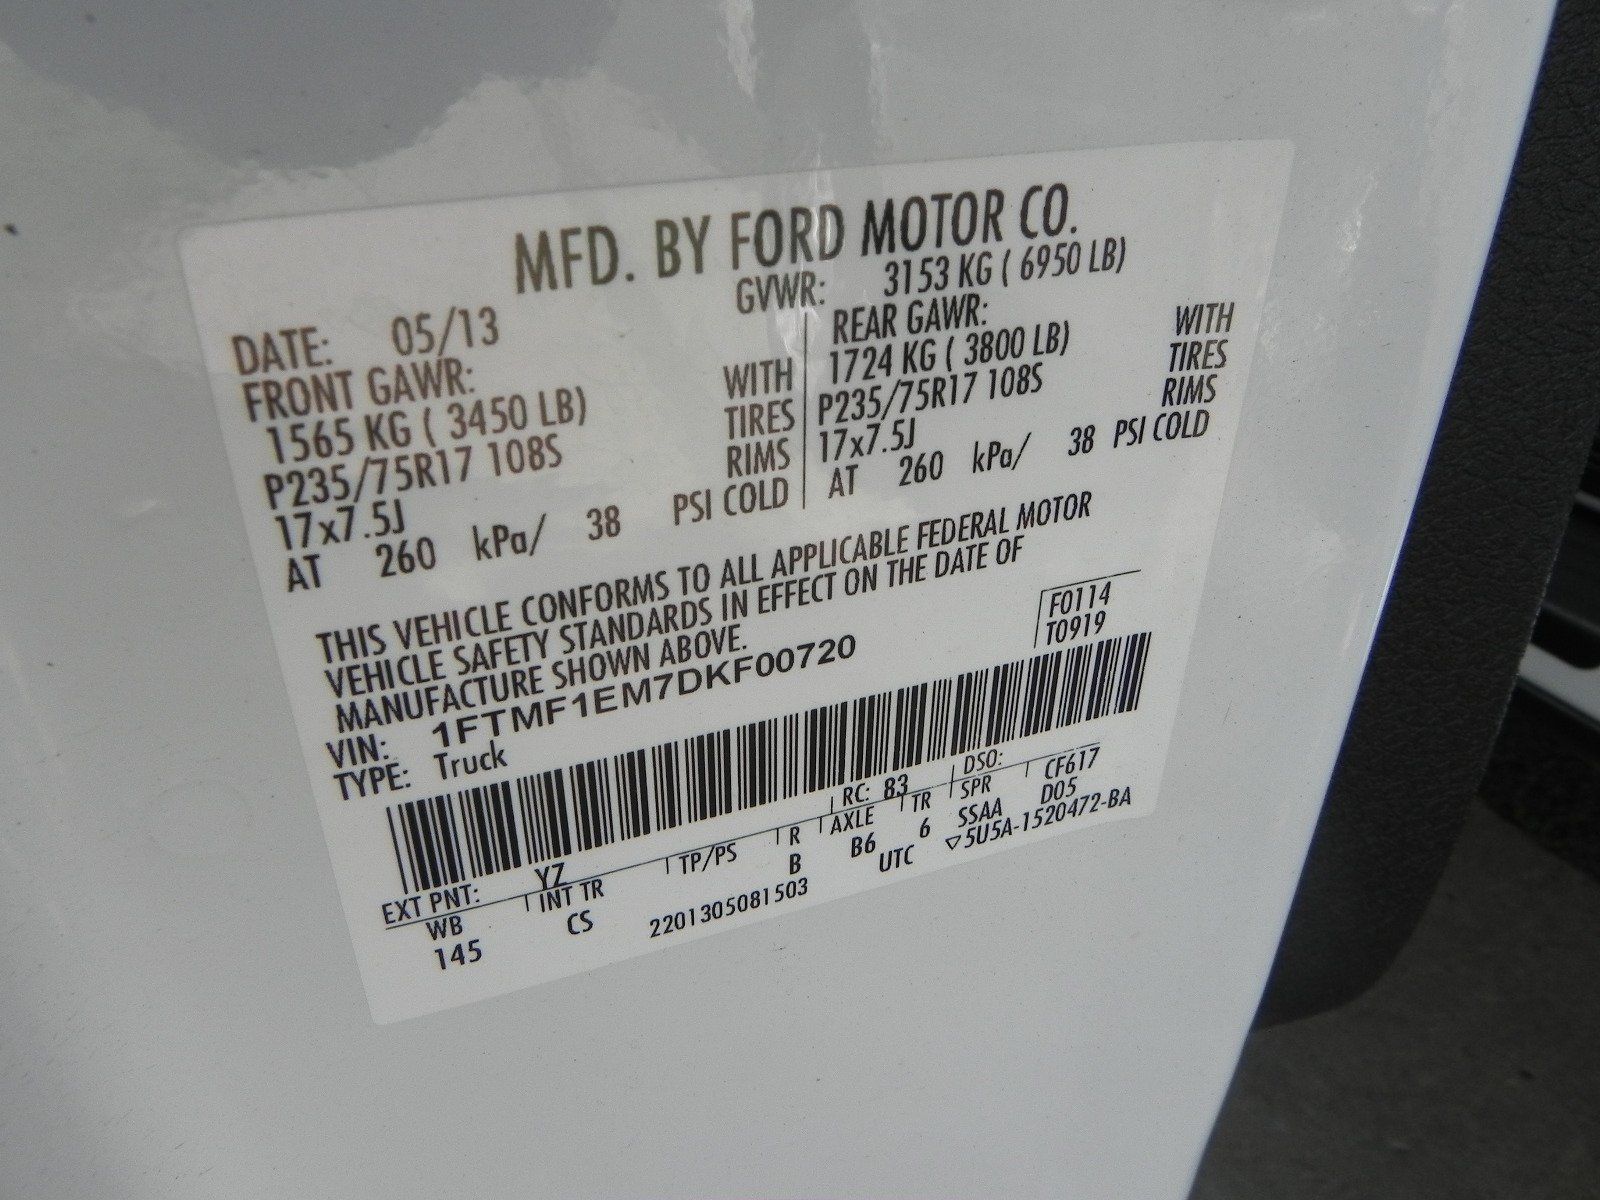 MFD. BY FORD MOTOR CO.
DATE: 05/13 GVWR: 3153 KG ( 6950 LB)
FRONT GAWR: REAR GAWR:
1565 KG ( 3450 LB) WITH 1724 KG ( 3800 LB) WITH
P235/75R17 108S TIRES P235/75R17 108S TIRES
17x7.5J RIMS 17x7.5J RIMS
AT 260 kPa/ 38 PSI COLD AT 260 kPa/ 38 PSI COLD
THIS VEHICLE CONFORMS TO ALL APPLICABLE FEDERAL MOTOR
VEHICLE SAFETY STANDARDS IN EFFECT ON THE DATE OF
MANUFACTURE SHOWN ABOVE.
F0114
T0919
VIN: 1FTMF1EM7DKF00720
TYPE: Truck
EXT PNT: YZ RC: 83 DSO: CF617
WB INT TR TP/PS R AXLE TR SPR D05
145 CS B B6 6 SSAA
2201305081503 UTC ▽5U5A-1520472-BA